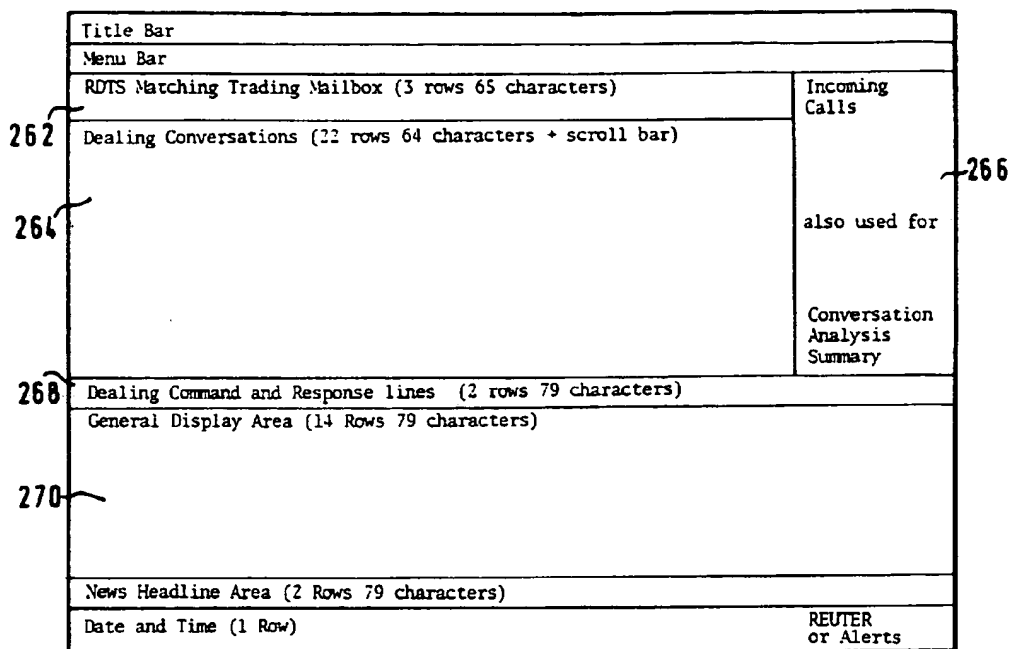 Title Bar
Menu Bar
RDTS Matching Trading Mailbox (3 rows 65 characters)
Incoming
Calls
262
Dealing Conversations (22 rows 64 characters + scroll bar)
266
264
also used for
Conversation
Analysis
Summary
268
Dealing Command and Response lines (2 rows 79 characters)
General Display Area (14 Rows 79 characters)
270
News Headline Area (2 Rows 79 characters)
Date and Time (1 Row)
REUTER
or Alerts